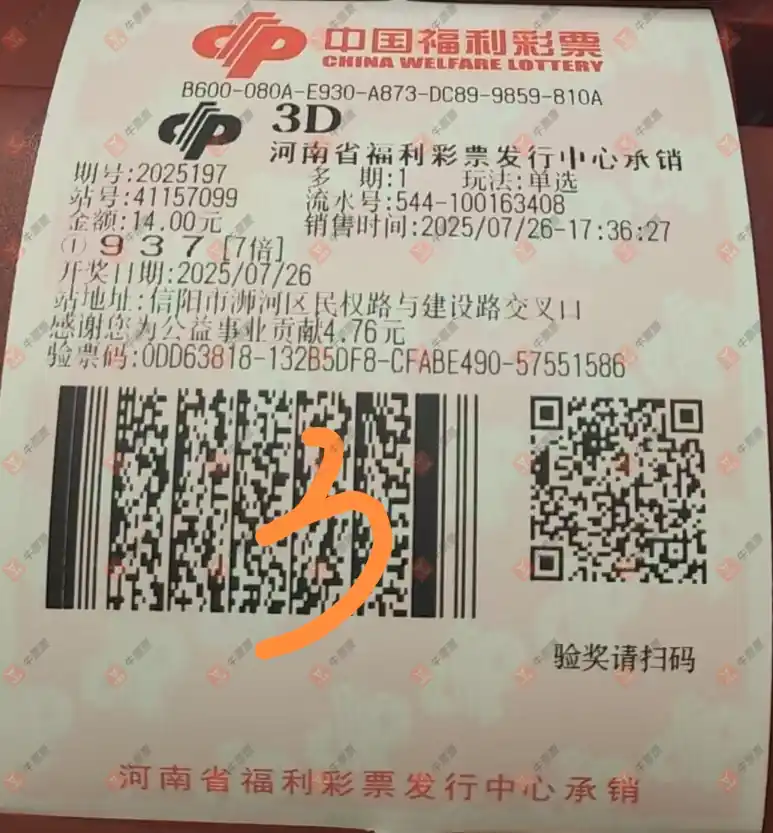 中国福利彩票
CHINA WELFARE LOTTERY
B600-080A-E930-A873-DC89-9859-810A
3D
河南省福利彩票发行中心承销
期号:2025197 多 期:1 玩法:单选
站号:41157099 流水号:544-100163408
金额:14.00元 销售时间:2025/07/26-17:36:27
① 9 3 7 [7倍]
开奖日期:2025/07/26
站地址:信阳市浉河区民权路与建设路交叉口
感谢您为公益事业贡献4.76元
验票码:0DD63818-132B5DF8-CFABE490-57551586
3
验奖请扫码
河南省福利彩票发行中心承销